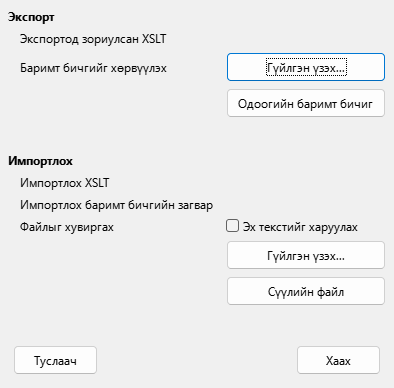 Экспорт
Экспортод зориулсан XSLT
Баримт бичгийг хөрвүүлэх
Гүйлгэн үзэх...
Одоогийн баримт бичиг
Импортлох
Импортлох XSLT
Импортлох баримт бичгийн загвар
Файлыг хувиргах
Эх текстийг харуулах
Гүйлгэн үзэх...
Сүүлийн файл
Туслаач
Хаах